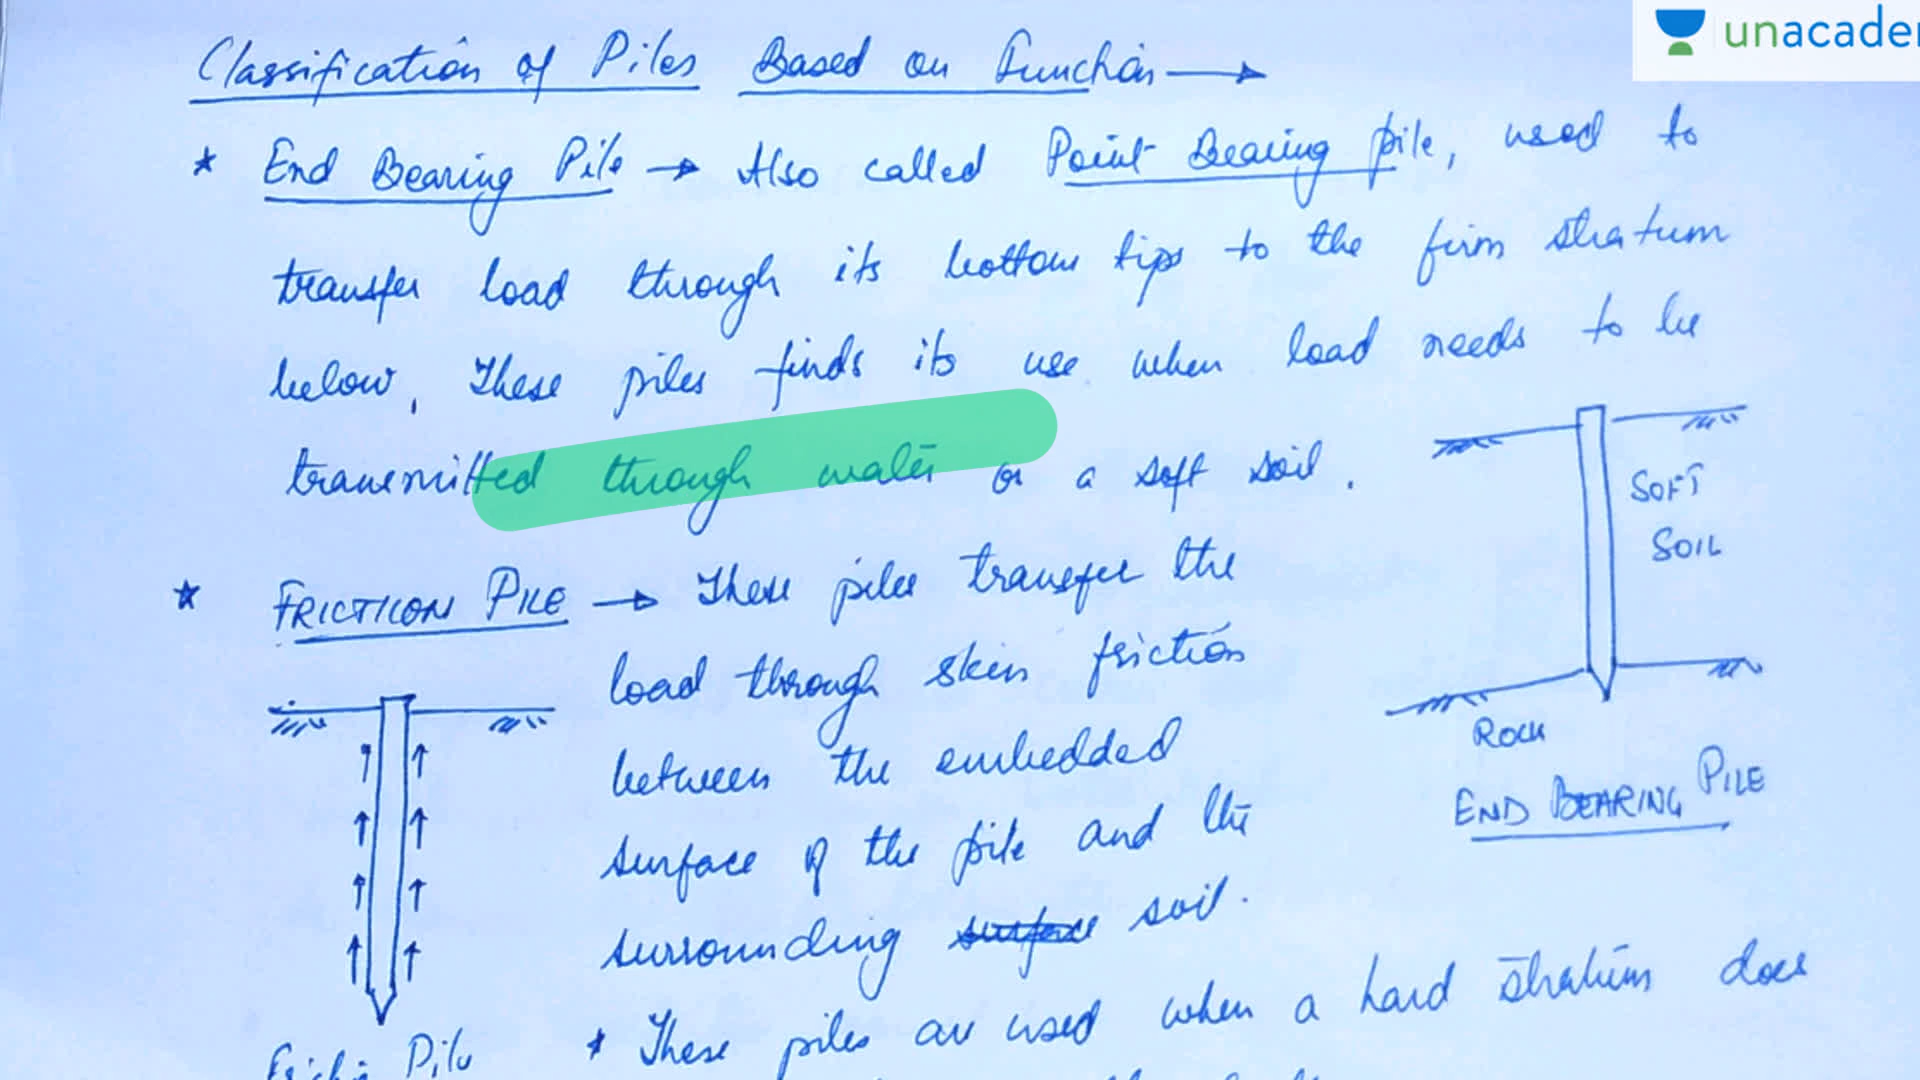 Classification of Piles Based on Function →
unacade
* End Bearing Pile → Also called Point Bearing pile, used to
transfer load through its bottom tips to the firm stratum
below, These piles finds its use when load needs to be
transmitted through water or a soft soil.
SOFT
SOIL
ROCK
END BEARING PILE
* FRICTION PILE → These piles transfer the
load through skin friction
between the embedded
surface of the pile and the
surrounding surface soil.
* These piles are used when a hard stratum does
Friction Pile